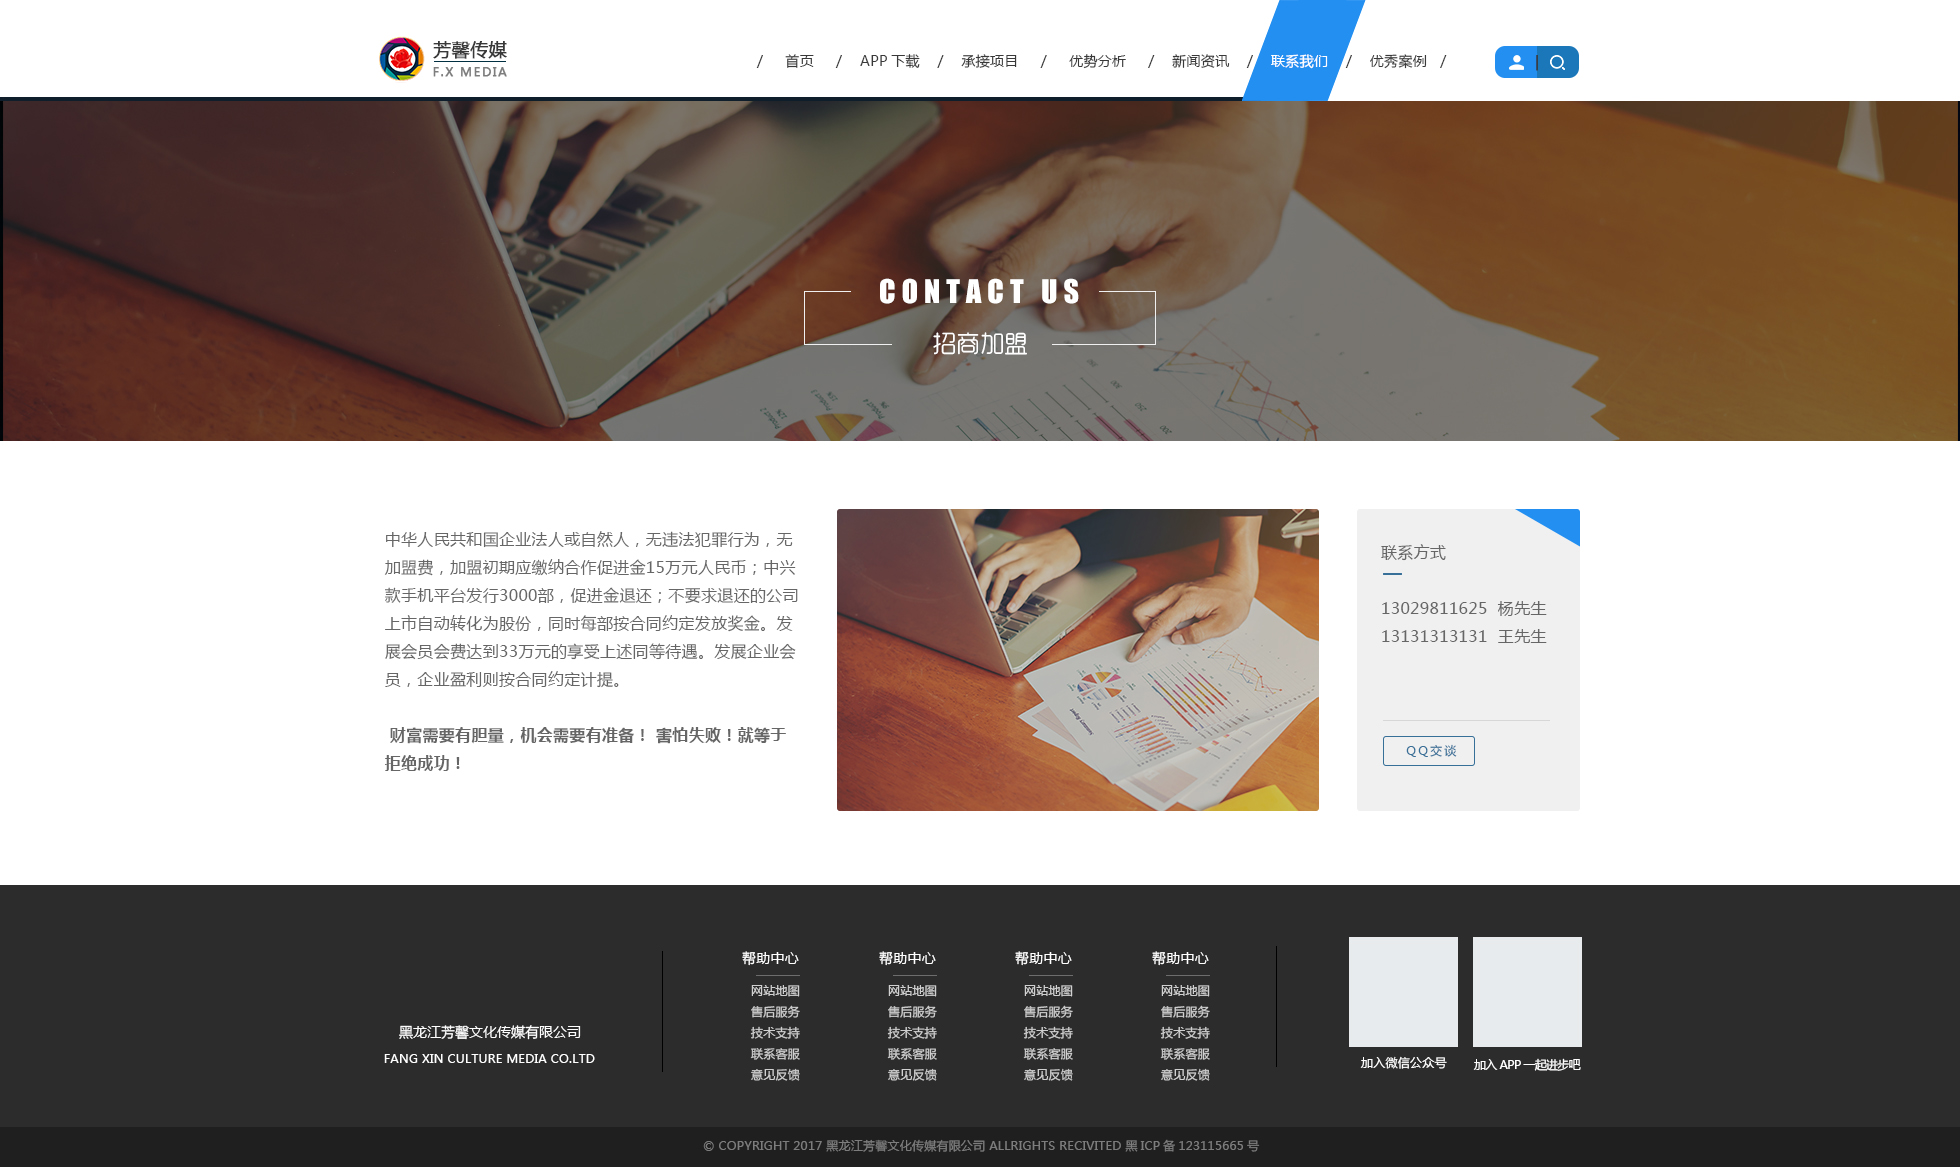 芳馨传媒
F.X MEDIA
/ 首页 / APP 下载 / 承接项目 / 优势分析 / 新闻资讯 / 联系我们 / 优秀案例 /
CONTACT US
招商加盟
中华人民共和国企业法人或自然人，无违法犯罪行为，无
加盟费，加盟初期应缴纳合作促进金15万元人民币；中兴
款手机平台发行3000部，促进金退还；不要求退还的公司
上市自动转化为股份，同时每部按合同约定发放奖金。发
展会员会费达到33万元的享受上述同等待遇。发展企业会
员，企业盈利则按合同约定计提。
财富需要有胆量，机会需要有准备！ 害怕失败！就等于
拒绝成功！
联系方式
13029811625 杨先生
13131313131 王先生
QQ交谈
黑龙江芳馨文化传媒有限公司
FANG XIN CULTURE MEDIA CO.LTD
帮助中心
网站地图
售后服务
技术支持
联系客服
意见反馈
帮助中心
网站地图
售后服务
技术支持
联系客服
意见反馈
帮助中心
网站地图
售后服务
技术支持
联系客服
意见反馈
帮助中心
网站地图
售后服务
技术支持
联系客服
意见反馈
加入微信公众号
加入 APP 一起进步吧
© COPYRIGHT 2017 黑龙江芳馨文化传媒有限公司 ALLRIGHTS RECIVITED 黑 ICP 备 123115665 号